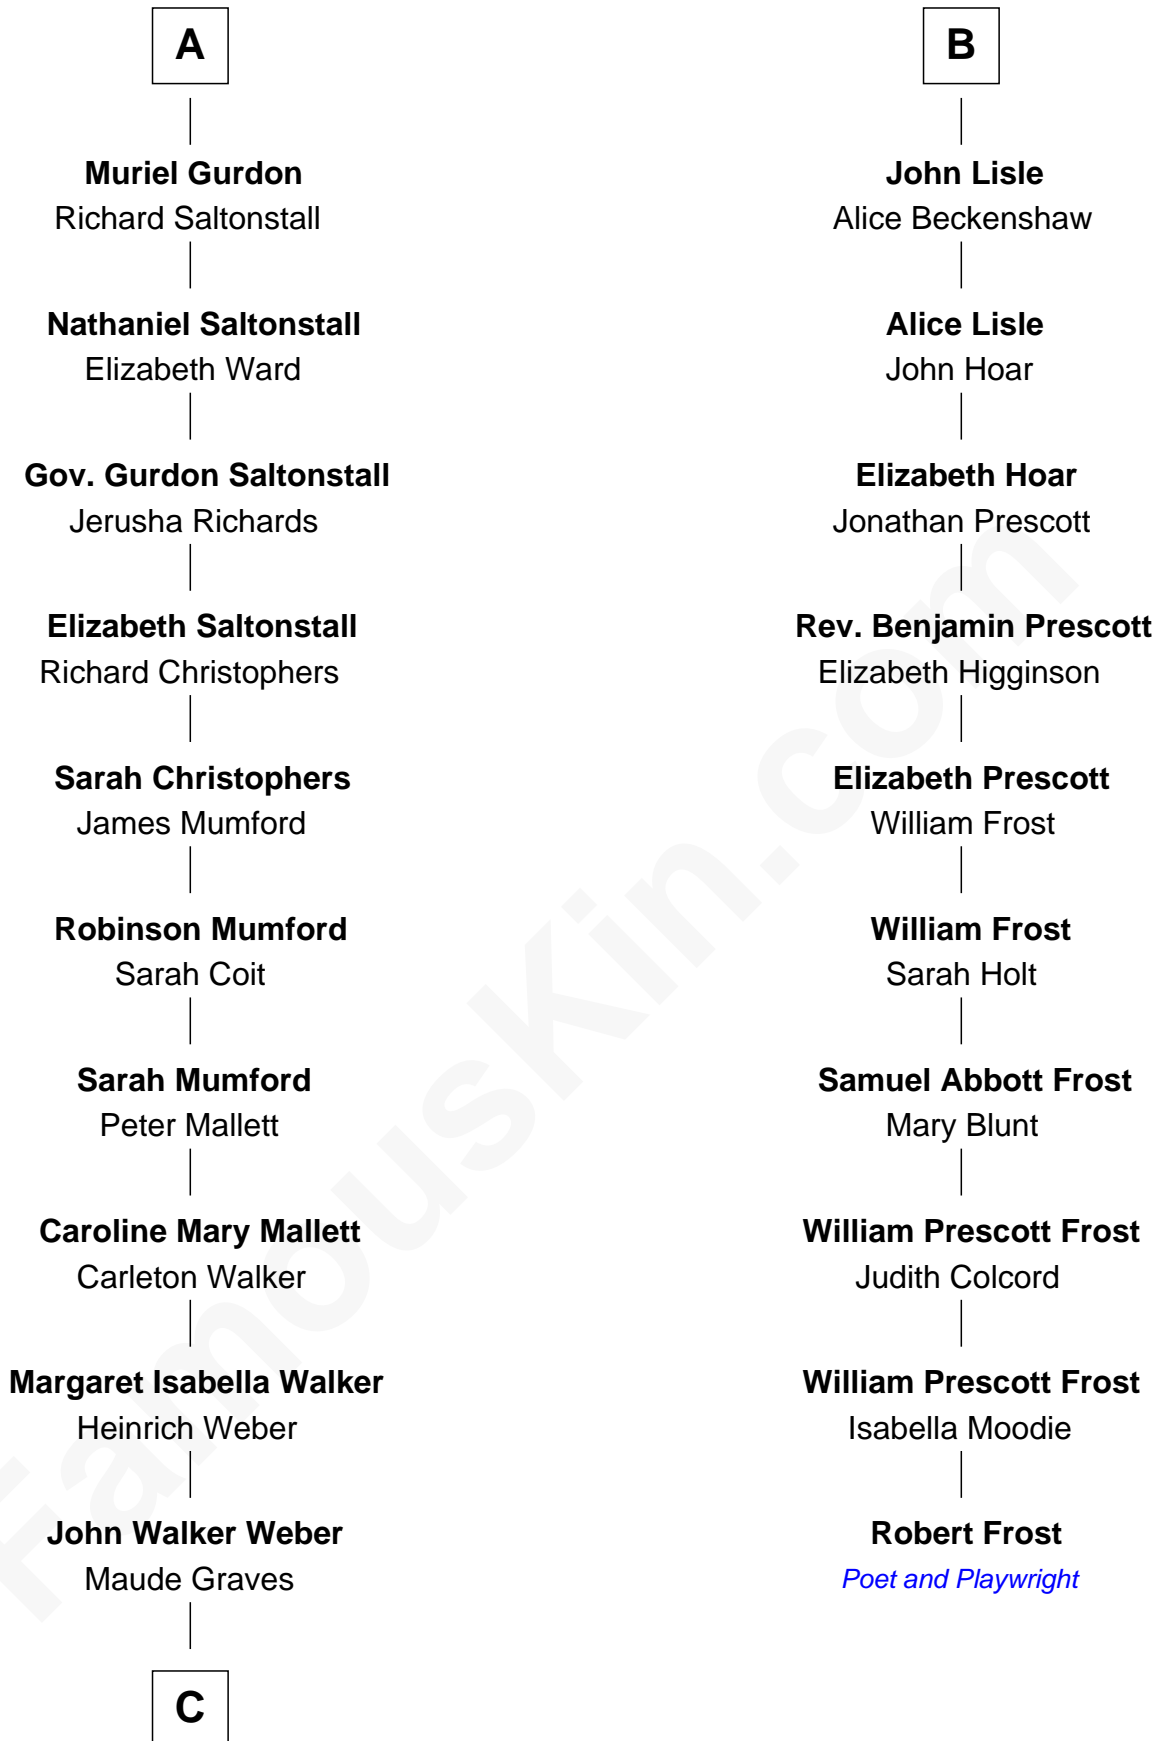 A
Muriel Gurdon
Richard Saltonstall
Nathaniel Saltonstall
Elizabeth Ward
Gov. Gurdon Saltonstall
Jerusha Richards
Elizabeth Saltonstall
Richard Christophers
Sarah Christophers
James Mumford
Robinson Mumford
Sarah Coit
Sarah Mumford
Peter Mallett
Caroline Mary Mallett
Carleton Walker
Margaret Isabella Walker
Heinrich Weber
John Walker Weber
Maude Graves
C
B
John Lisle
Alice Beckenshaw
Alice Lisle
John Hoar
Elizabeth Hoar
Jonathan Prescott
Rev. Benjamin Prescott
Elizabeth Higginson
Elizabeth Prescott
William Frost
William Frost
Sarah Holt
Samuel Abbott Frost
Mary Blunt
William Prescott Frost
Judith Colcord
William Prescott Frost
Isabella Moodie
Robert Frost
Poet and Playwright
FamousKin.com